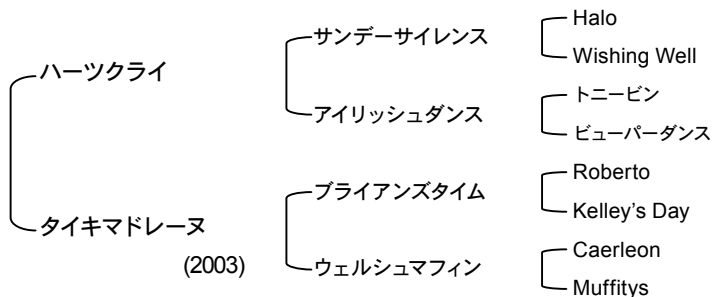 ハーツクライ
サンデーサイレンス
Halo
Wishing Well
アイリッシュダンス
トニービン
ビューパーダンス
タイキマドレーヌ
(2003)
ブライアンズタイム
Roberto
Kelley's Day
ウェルシュマフィン
Caerleon
Muffitys